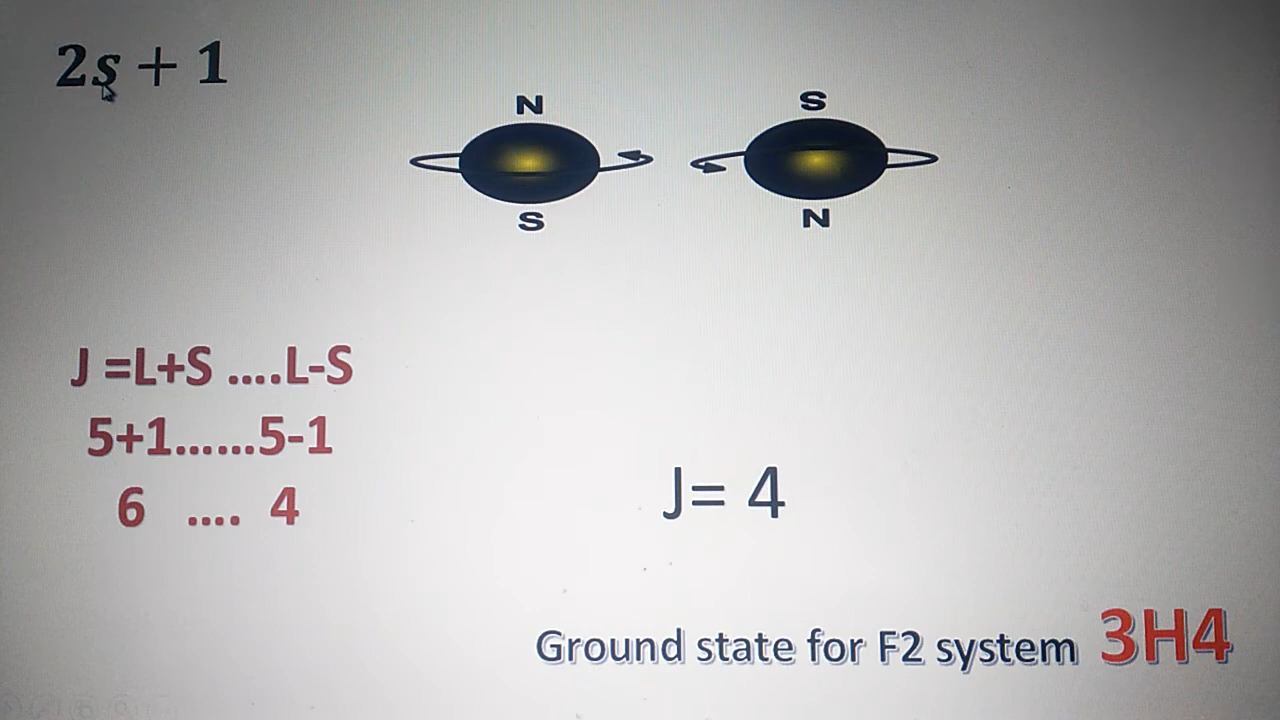 2s + 1
N
S
S
N
J =L+S ....L-S
5+1......5-1
6 .... 4
J= 4
Ground state for F2 system 3H4